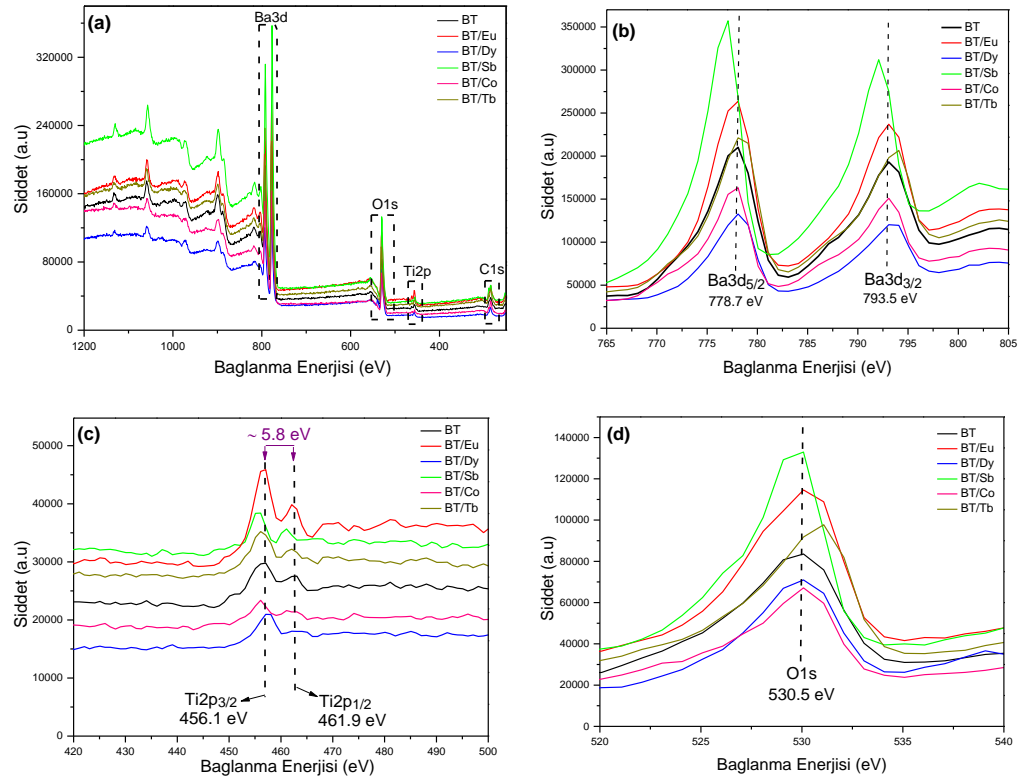 (a)
Ba3d
BT
BT/Eu
BT/Dy
BT/Sb
BT/Co
BT/Tb
O1s
Ti2p
C1s
320000
240000
160000
80000
0
1200
1000
800
600
400
Siddet (a.u)
Baglanma Enerjisi (eV)
(b)
BT
BT/Eu
BT/Dy
BT/Sb
BT/Co
BT/Tb
350000
300000
250000
200000
150000
100000
50000
0
Ba3d5/2
778.7 eV
Ba3d3/2
793.5 eV
765
770
775
780
785
790
795
800
805
Siddet (a.u)
Baglanma Enerjisi (eV)
(c)
~ 5.8 eV
BT
BT/Eu
BT/Dy
BT/Sb
BT/Co
BT/Tb
50000
40000
30000
20000
10000
0
Ti2p3/2
456.1 eV
Ti2p1/2
461.9 eV
420
430
440
450
460
470
480
490
500
Siddet (a.u)
Baglanma Enerjisi (eV)
(d)
BT
BT/Eu
BT/Dy
BT/Sb
BT/Co
BT/Tb
140000
120000
100000
80000
60000
40000
20000
0
O1s
530.5 eV
520
525
530
535
540
Siddet (a.u)
Baglanma Enerjisi (eV)